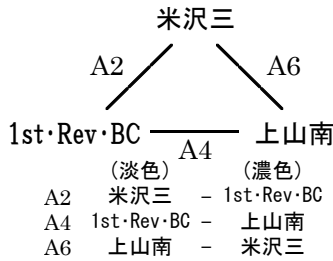 米沢三
A2 A6
1st・Rev・BC 上山南
A4
(淡色) (濃色)
A2 米沢三 - 1st・Rev・BC
A4 1st・Rev・BC - 上山南
A6 上山南 - 米沢三